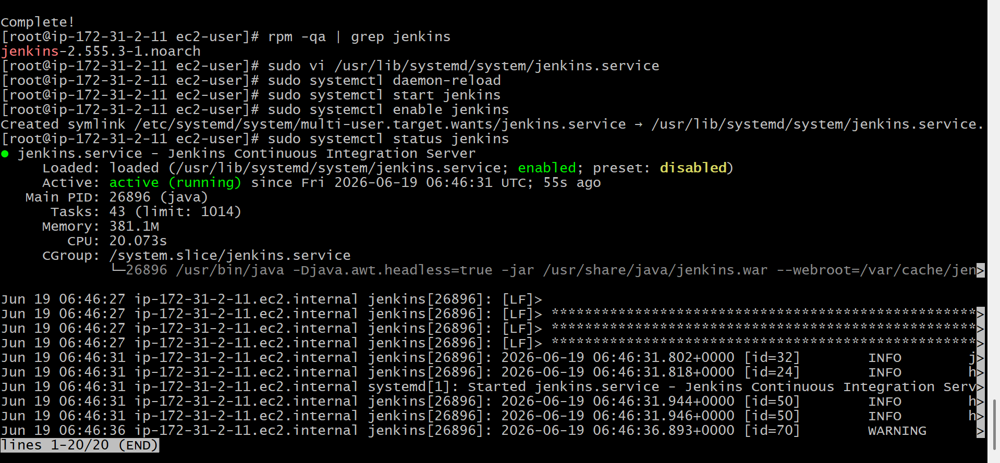 Complete!
[root@ip-172-31-2-11 ec2-user]# rpm -qa | grep jenkins
jenkins-2.555.3-1.noarch
[root@ip-172-31-2-11 ec2-user]# sudo vi /usr/lib/systemd/system/jenkins.service
[root@ip-172-31-2-11 ec2-user]# sudo systemctl daemon-reload
[root@ip-172-31-2-11 ec2-user]# sudo systemctl start jenkins
[root@ip-172-31-2-11 ec2-user]# sudo systemctl enable jenkins
Created symlink /etc/systemd/system/multi-user.target.wants/jenkins.service → /usr/lib/systemd/system/jenkins.service.
[root@ip-172-31-2-11 ec2-user]# sudo systemctl status jenkins
● jenkins.service - Jenkins Continuous Integration Server
     Loaded: loaded (/usr/lib/systemd/system/jenkins.service; enabled; preset: disabled)
     Active: active (running) since Fri 2026-06-19 06:46:31 UTC; 55s ago
   Main PID: 26896 (java)
      Tasks: 43 (limit: 1014)
     Memory: 381.1M
        CPU: 20.073s
     CGroup: /system.slice/jenkins.service
             └─26896 /usr/bin/java -Djava.awt.headless=true -jar /usr/share/java/jenkins.war --webroot=/var/cache/jen>
Jun 19 06:46:27 ip-172-31-2-11.ec2.internal jenkins[26896]: [LF]>
Jun 19 06:46:27 ip-172-31-2-11.ec2.internal jenkins[26896]: [LF]> ***************************************************>
Jun 19 06:46:27 ip-172-31-2-11.ec2.internal jenkins[26896]: [LF]> ***************************************************>
Jun 19 06:46:27 ip-172-31-2-11.ec2.internal jenkins[26896]: [LF]> ***************************************************>
Jun 19 06:46:31 ip-172-31-2-11.ec2.internal jenkins[26896]: 2026-06-19 06:46:31.802+0000 [id=32]        INFO        j>
Jun 19 06:46:31 ip-172-31-2-11.ec2.internal jenkins[26896]: 2026-06-19 06:46:31.818+0000 [id=24]        INFO        h>
Jun 19 06:46:31 ip-172-31-2-11.ec2.internal systemd[1]: Started jenkins.service - Jenkins Continuous Integration Serv>
Jun 19 06:46:31 ip-172-31-2-11.ec2.internal jenkins[26896]: 2026-06-19 06:46:31.944+0000 [id=50]        INFO        h>
Jun 19 06:46:31 ip-172-31-2-11.ec2.internal jenkins[26896]: 2026-06-19 06:46:31.946+0000 [id=50]        INFO        h>
Jun 19 06:46:36 ip-172-31-2-11.ec2.internal jenkins[26896]: 2026-06-19 06:46:36.893+0000 [id=70]        WARNING      >
lines 1-20/20 (END)